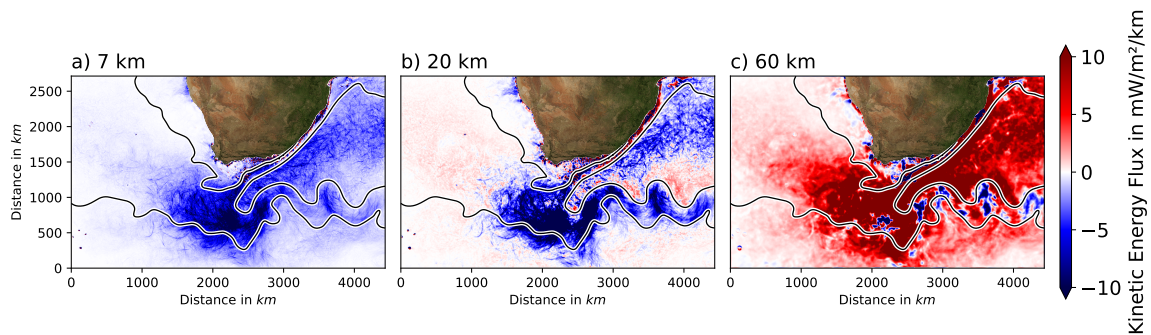 a) 7 km
b) 20 km
c) 60 km
Distance in km
2500
2000
1500
1000
500
0
0 1000 2000 3000 4000
0 1000 2000 3000 4000
0 1000 2000 3000 4000
Distance in km
Distance in km
Distance in km
10
5
0
−5
−10
Kinetic Energy Flux in mW/m²/km